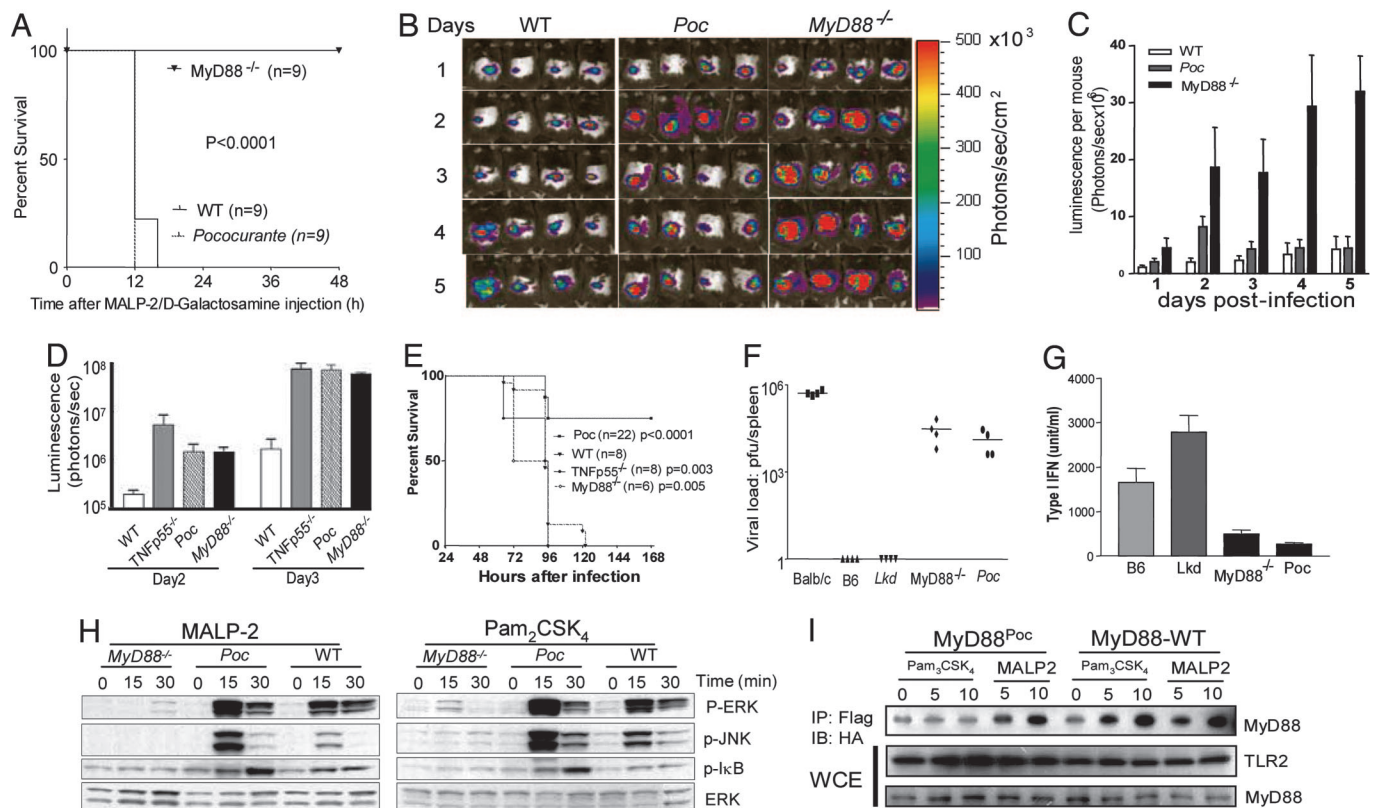 A
Percent Survival
100
50
0
MyD88 -/- (n=9)
P<0.0001
WT (n=9)
Pococurante (n=9)
0 12 24 36 48
Time after MALP-2/D-Galactosamine injection (h)
B
Days WT Poc MyD88-/-
1
2
3
4
5
500 x10³
400
300
200
100
Photons/sec/cm²
C
luminescence per mouse
(Photons/secx10⁶)
40
30
20
10
0
WT
Poc
MyD88-/-
1 2 3 4 5
days post-infection
D
Luminescence
(photons/sec)
10⁸
10⁷
10⁶
10⁵
WT TNFp55-/- Poc MyD88-/- WT TNFp55-/- Poc MyD88-/-
Day2 Day3
E
Percent Survival
100
50
0
Poc (n=22) p<0.0001
WT (n=8)
TNFp55-/- (n=8) p=0.003
MyD88-/- (n=6) p=0.005
24 48 72 96 120 144 168
Hours after infection
F
Viral load: pfu/spleen
10⁶
10³
1
Balb/c B6 Lkd MyD88-/- Poc
G
Type I IFN (unit/ml)
4000
3000
2000
1000
0
B6 Lkd MyD88-/- Poc
H
MALP-2 Pam₂CSK₄
MyD88-/- Poc WT MyD88-/- Poc WT
0 15 30 0 15 30 0 15 30 Time (min) 0 15 30 0 15 30 0 15 30
P-ERK
p-JNK
p-IκB
ERK
I
MyD88Poc MyD88-WT
Pam₃CSK₄ MALP2 Pam₃CSK₄ MALP2
0 5 10 5 10 0 5 10 5 10
IP: Flag
IB: HA
MyD88
WCE
TLR2
MyD88